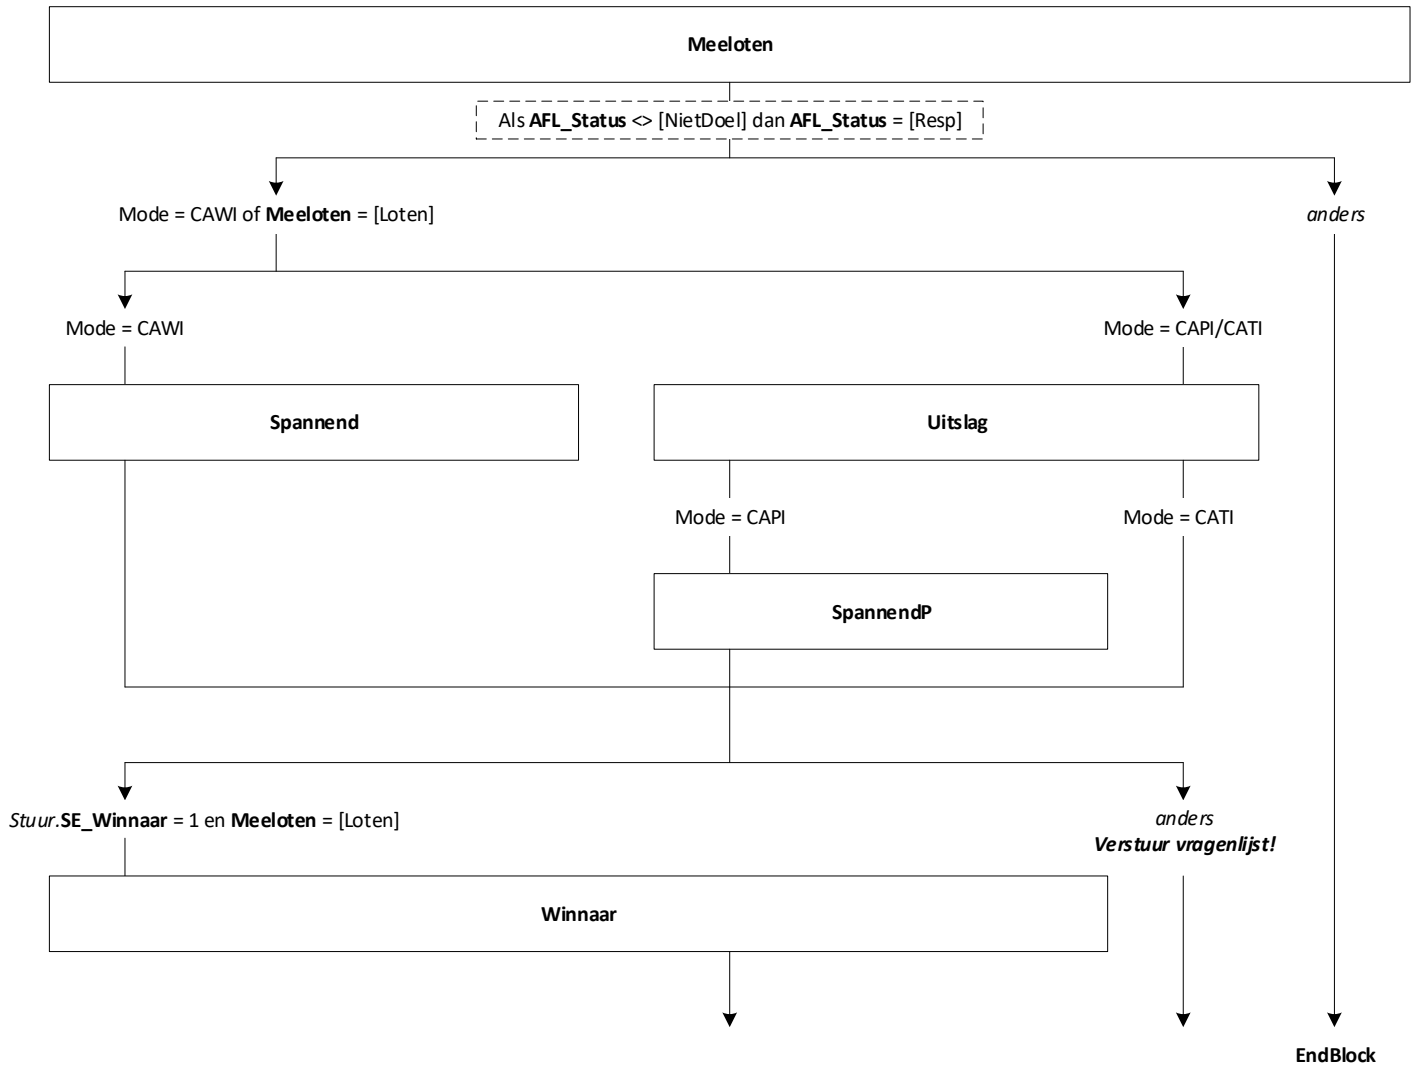 Meeloten
Als AFL_Status <> [NietDoel] dan AFL_Status = [Resp]
Mode = CAWI of Meeloten = [Loten]
anders
Mode = CAWI
Mode = CAPI/CATI
Spannend
Uitslag
Mode = CAPI
Mode = CATI
SpannendP
Stuur.SE_Winnaar = 1 en Meeloten = [Loten]
anders
Verstuur vragenlijst!
Winnaar
EndBlock